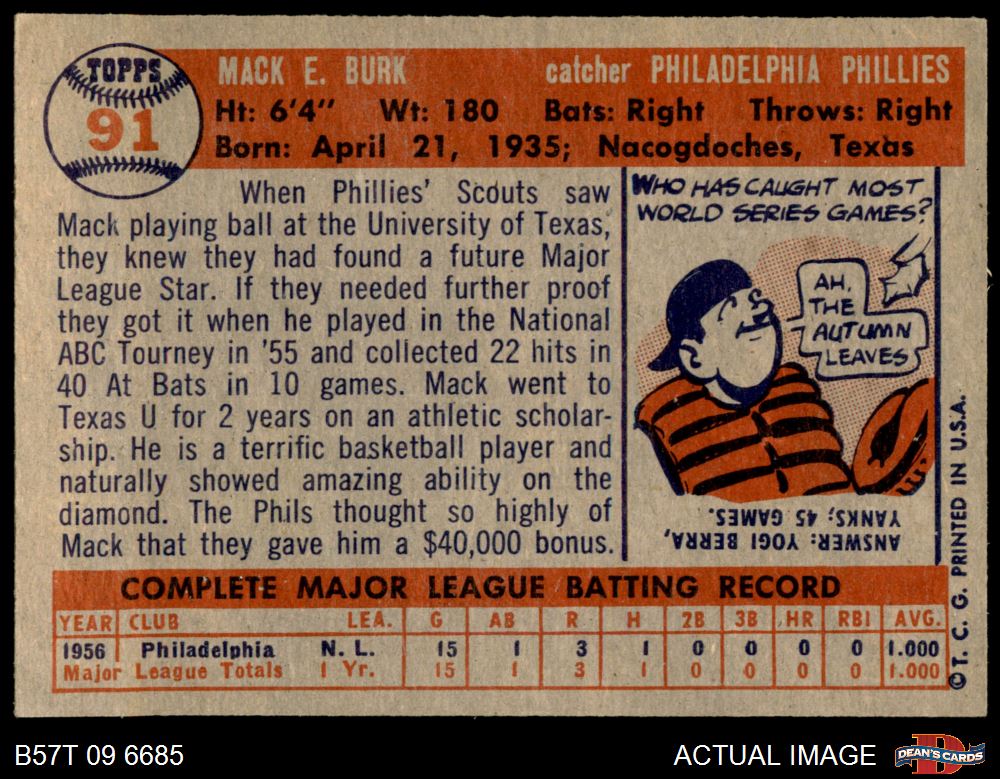 TOPPS
91
MACK E. BURK catcher PHILADELPHIA PHILLIES
Ht: 6'4" Wt: 180 Bats: Right Throws: Right
Born: April 21, 1935; Nacogdoches, Texas
When Phillies' Scouts saw
Mack playing ball at the University of Texas,
they knew they had found a future Major
League Star. If they needed further proof
they got it when he played in the National
ABC Tourney in '55 and collected 22 hits in
40 At Bats in 10 games. Mack went to
Texas U for 2 years on an athletic scholar-
ship. He is a terrific basketball player and
naturally showed amazing ability on the
diamond. The Phils thought so highly of
Mack that they gave him a $40,000 bonus.
WHO HAS CAUGHT MOST
WORLD SERIES GAMES?
AH,
THE
AUTUMN
LEAVES
ANSWER: YOGI BERRA,
YANKS; 45 GAMES.
COMPLETE MAJOR LEAGUE BATTING RECORD
YEAR CLUB LEA. G AB R H 2B 3B HR RBI AVG.
1956 Philadelphia N. L. 15 1 3 1 0 0 0 0 1.000
Major League Totals 1 Yr. 15 1 3 1 0 0 0 0 1.000
©T. C. G. PRINTED IN U.S.A.
B57T 09 6685
ACTUAL IMAGE
D
DEAN'S CARDS